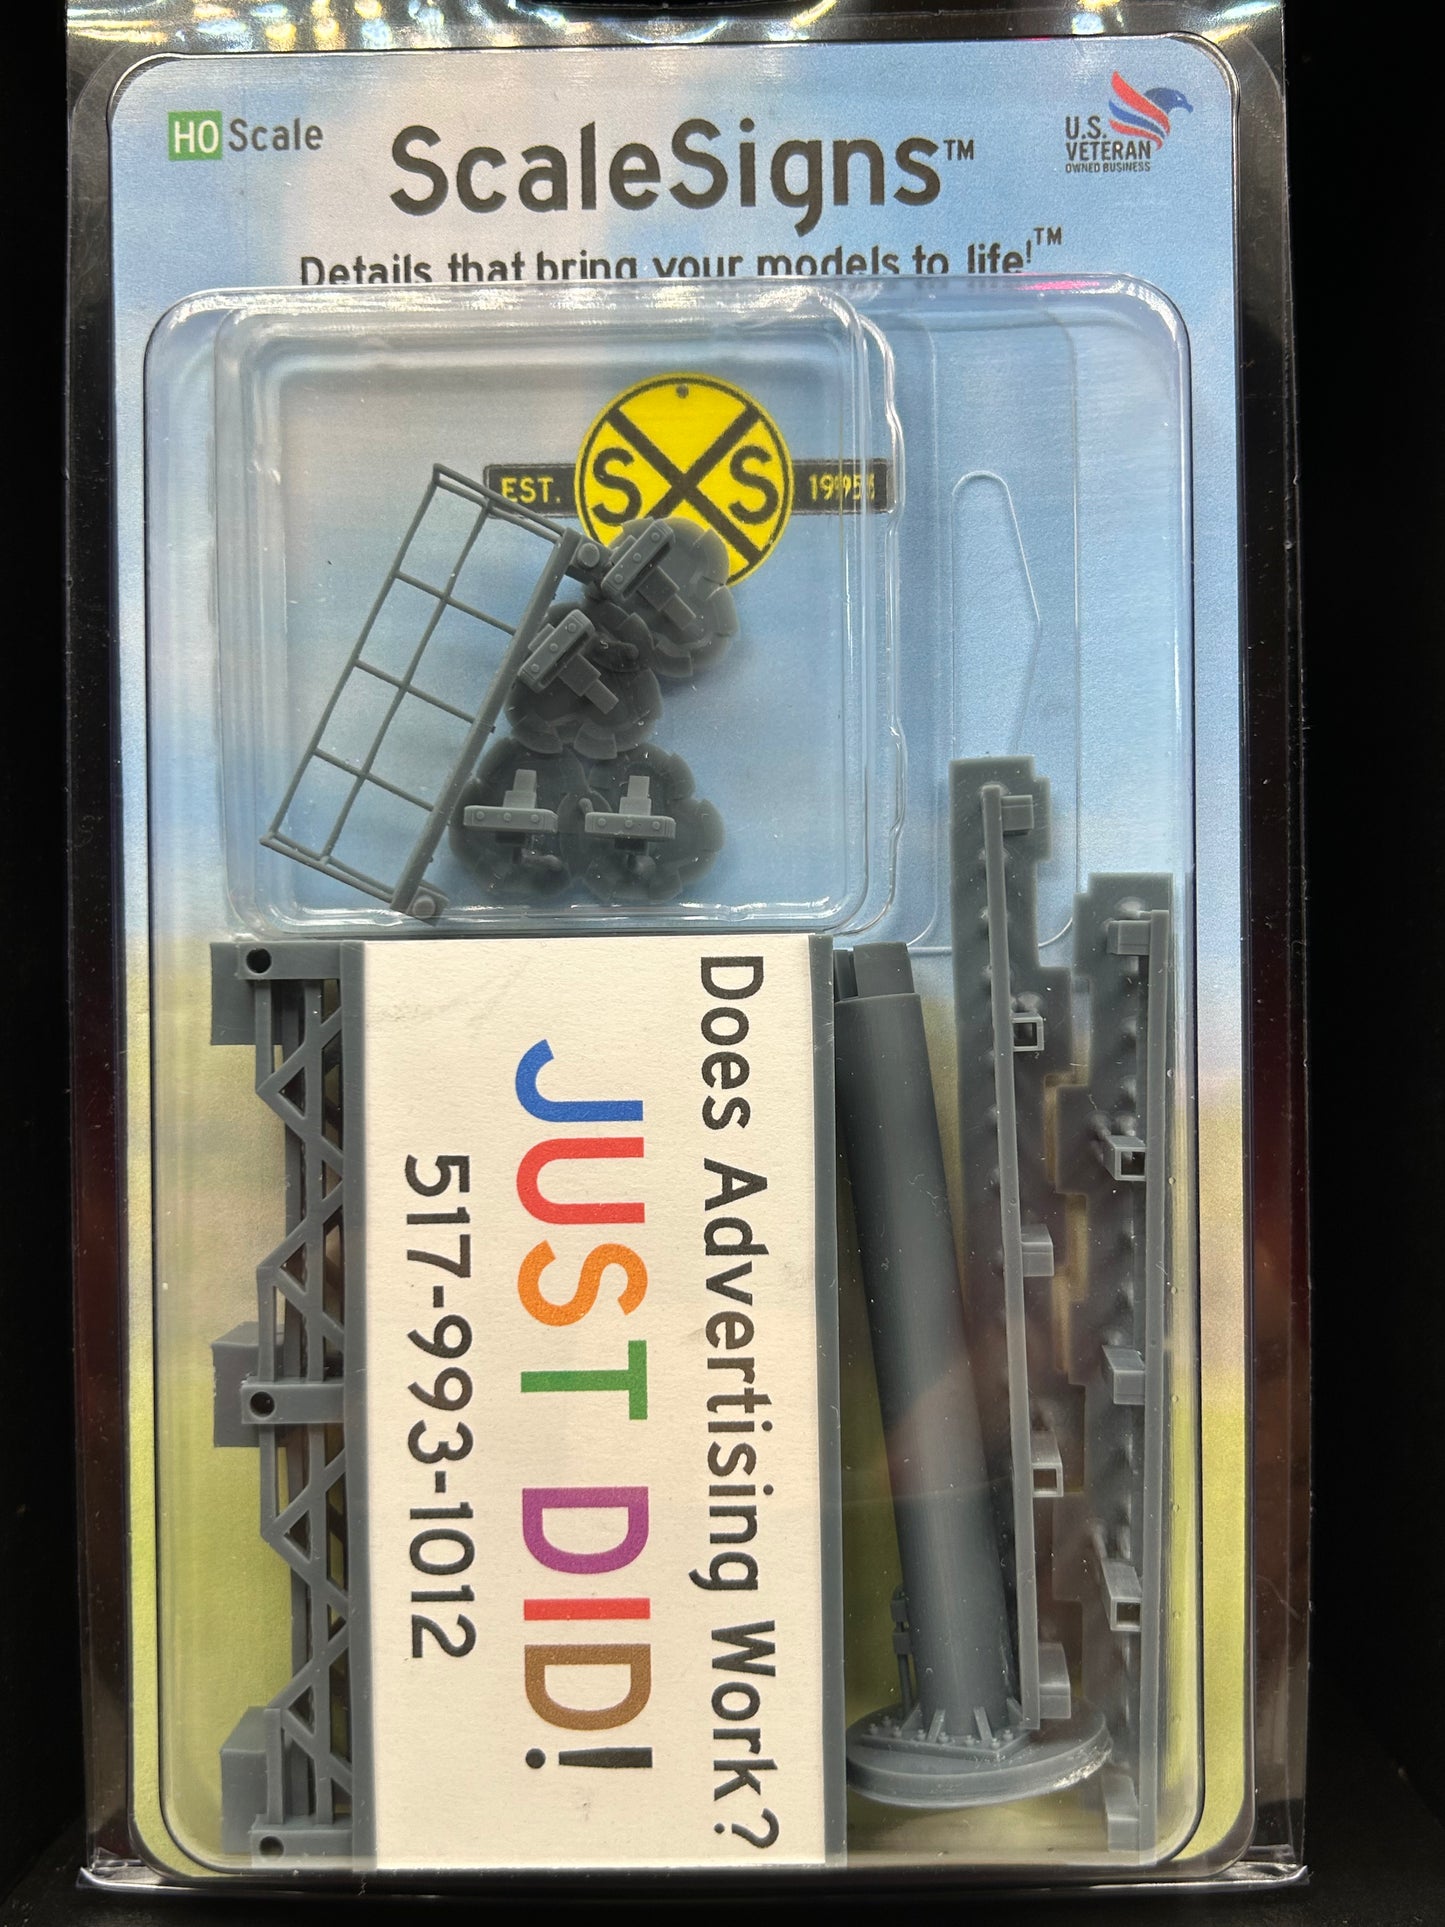 HO Scale
ScaleSigns™
U.S.
VETERAN
OWNED BUSINESS
Details that bring your models to life!™
EST.
S S
Does Advertising Work?
JUST DID!
517-993-1012